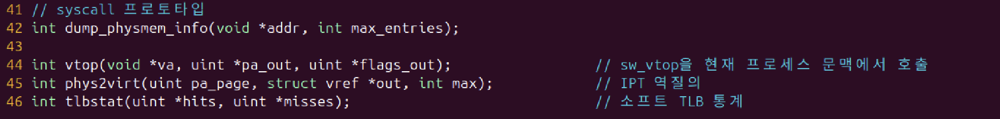 41 // syscall 프로토타입
42 int dump_physmem_info(void *addr, int max_entries);
43
44 int vtop(void *va, uint *pa_out, uint *flags_out); // sw_vtop을 현재 프로세스 문맥에서 호출
45 int phys2virt(uint pa_page, struct vref *out, int max); // IPT 역질의
46 int tlbstat(uint *hits, uint *misses); // 소프트 TLB 통계